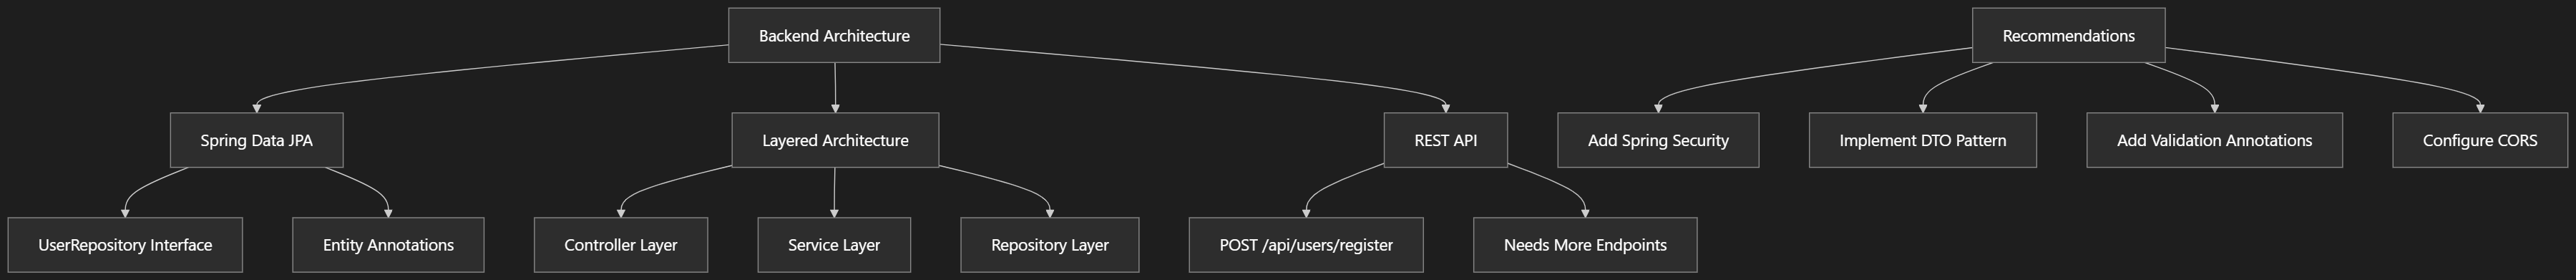 Backend Architecture
Recommendations
Spring Data JPA
Layered Architecture
REST API
Add Spring Security
Implement DTO Pattern
Add Validation Annotations
Configure CORS
UserRepository Interface
Entity Annotations
Controller Layer
Service Layer
Repository Layer
POST /api/users/register
Needs More Endpoints